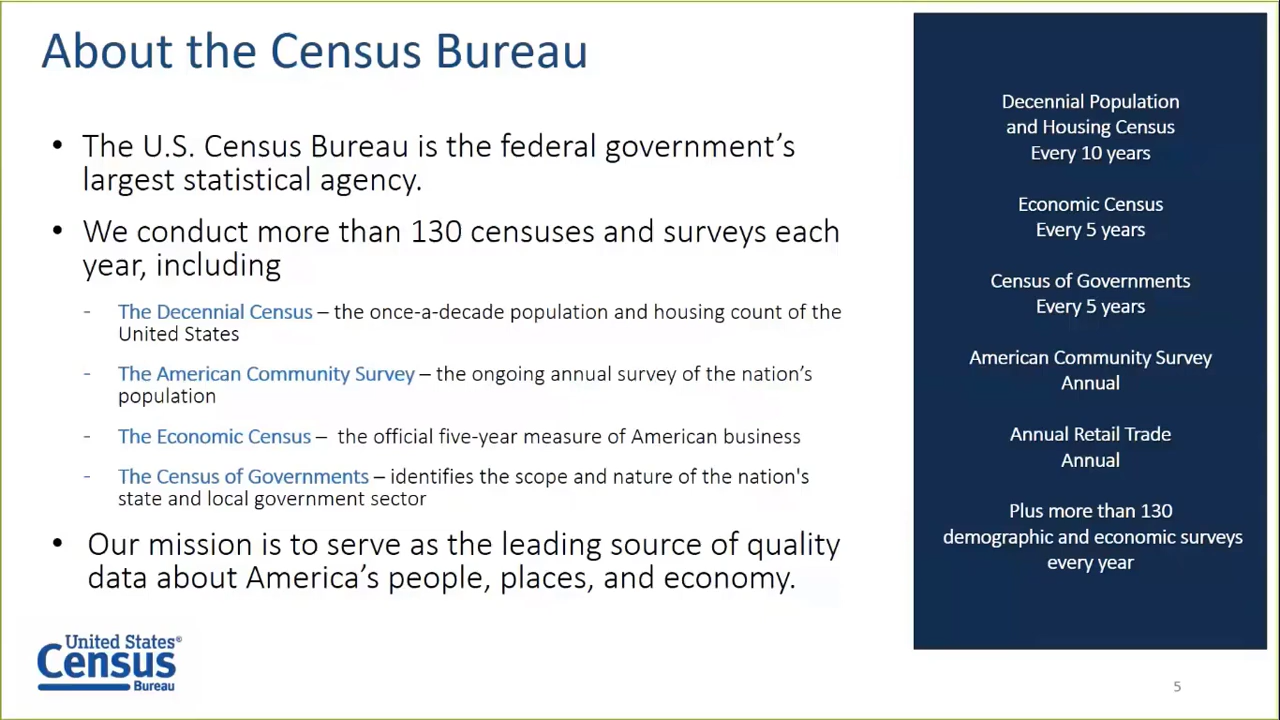 About the Census Bureau
• The U.S. Census Bureau is the federal government’s
largest statistical agency.
• We conduct more than 130 censuses and surveys each
year, including
- The Decennial Census – the once-a-decade population and housing count of the
United States
- The American Community Survey – the ongoing annual survey of the nation’s
population
- The Economic Census –  the official five-year measure of American business
- The Census of Governments – identifies the scope and nature of the nation's
state and local government sector
• Our mission is to serve as the leading source of quality
data about America’s people, places, and economy.
Decennial Population
and Housing Census
Every 10 years
Economic Census
Every 5 years
Census of Governments
Every 5 years
American Community Survey
Annual
Annual Retail Trade
Annual
Plus more than 130
demographic and economic surveys
every year
United States®
Census
Bureau
5